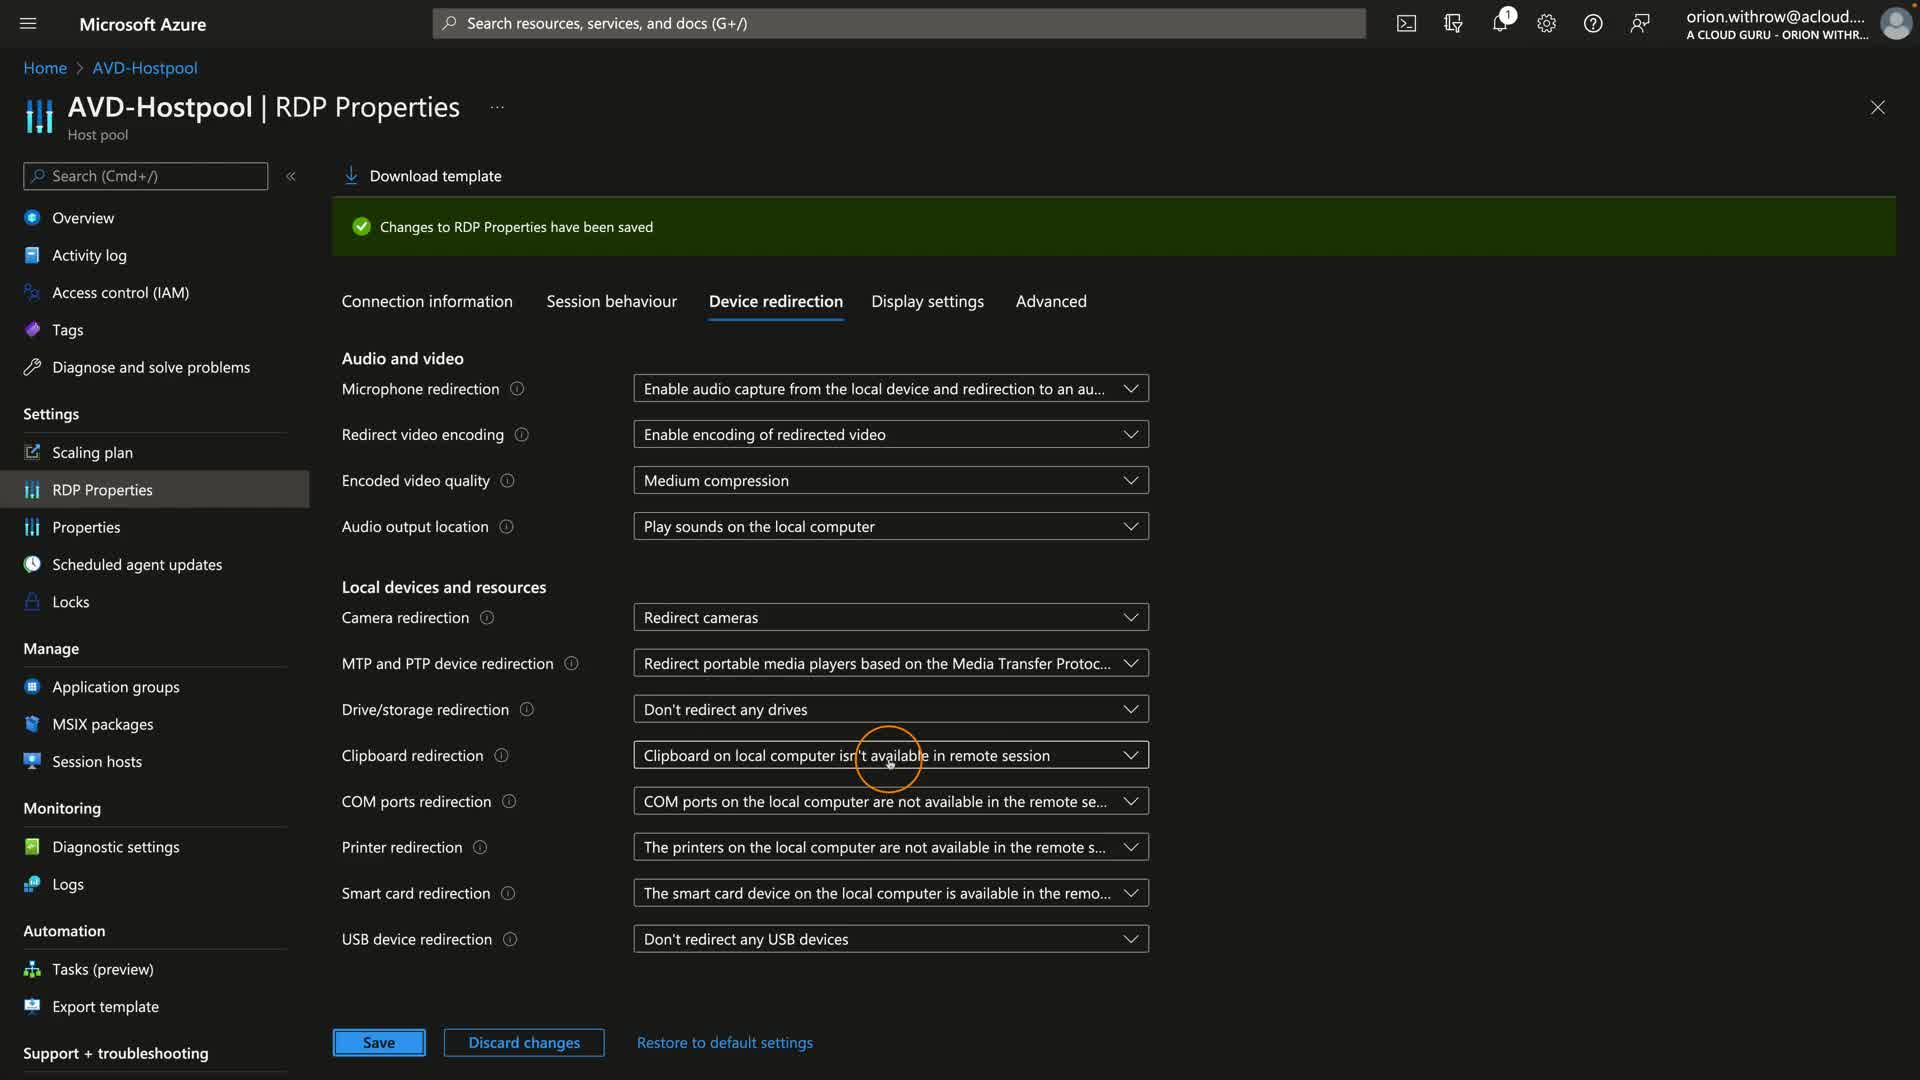 Microsoft Azure
Search resources, services, and docs (G+/)
1
orion.withrow@acloud....
A CLOUD GURU - ORION WITHR...
Home > AVD-Hostpool
AVD-Hostpool | RDP Properties ...
Host pool
Search (Cmd+/)
«
Download template
Changes to RDP Properties have been saved
Overview
Activity log
Access control (IAM)
Tags
Diagnose and solve problems
Settings
Scaling plan
RDP Properties
Properties
Scheduled agent updates
Locks
Manage
Application groups
MSIX packages
Session hosts
Monitoring
Diagnostic settings
Logs
Automation
Tasks (preview)
Export template
Support + troubleshooting
Connection information Session behaviour Device redirection Display settings Advanced
Audio and video
Microphone redirection Enable audio capture from the local device and redirection to an au...
Redirect video encoding Enable encoding of redirected video
Encoded video quality Medium compression
Audio output location Play sounds on the local computer
Local devices and resources
Camera redirection Redirect cameras
MTP and PTP device redirection Redirect portable media players based on the Media Transfer Protoc...
Drive/storage redirection Don't redirect any drives
Clipboard redirection Clipboard on local computer isn't available in remote session
COM ports redirection COM ports on the local computer are not available in the remote se...
Printer redirection The printers on the local computer are not available in the remote s...
Smart card redirection The smart card device on the local computer is available in the remo...
USB device redirection Don't redirect any USB devices
Save Discard changes Restore to default settings